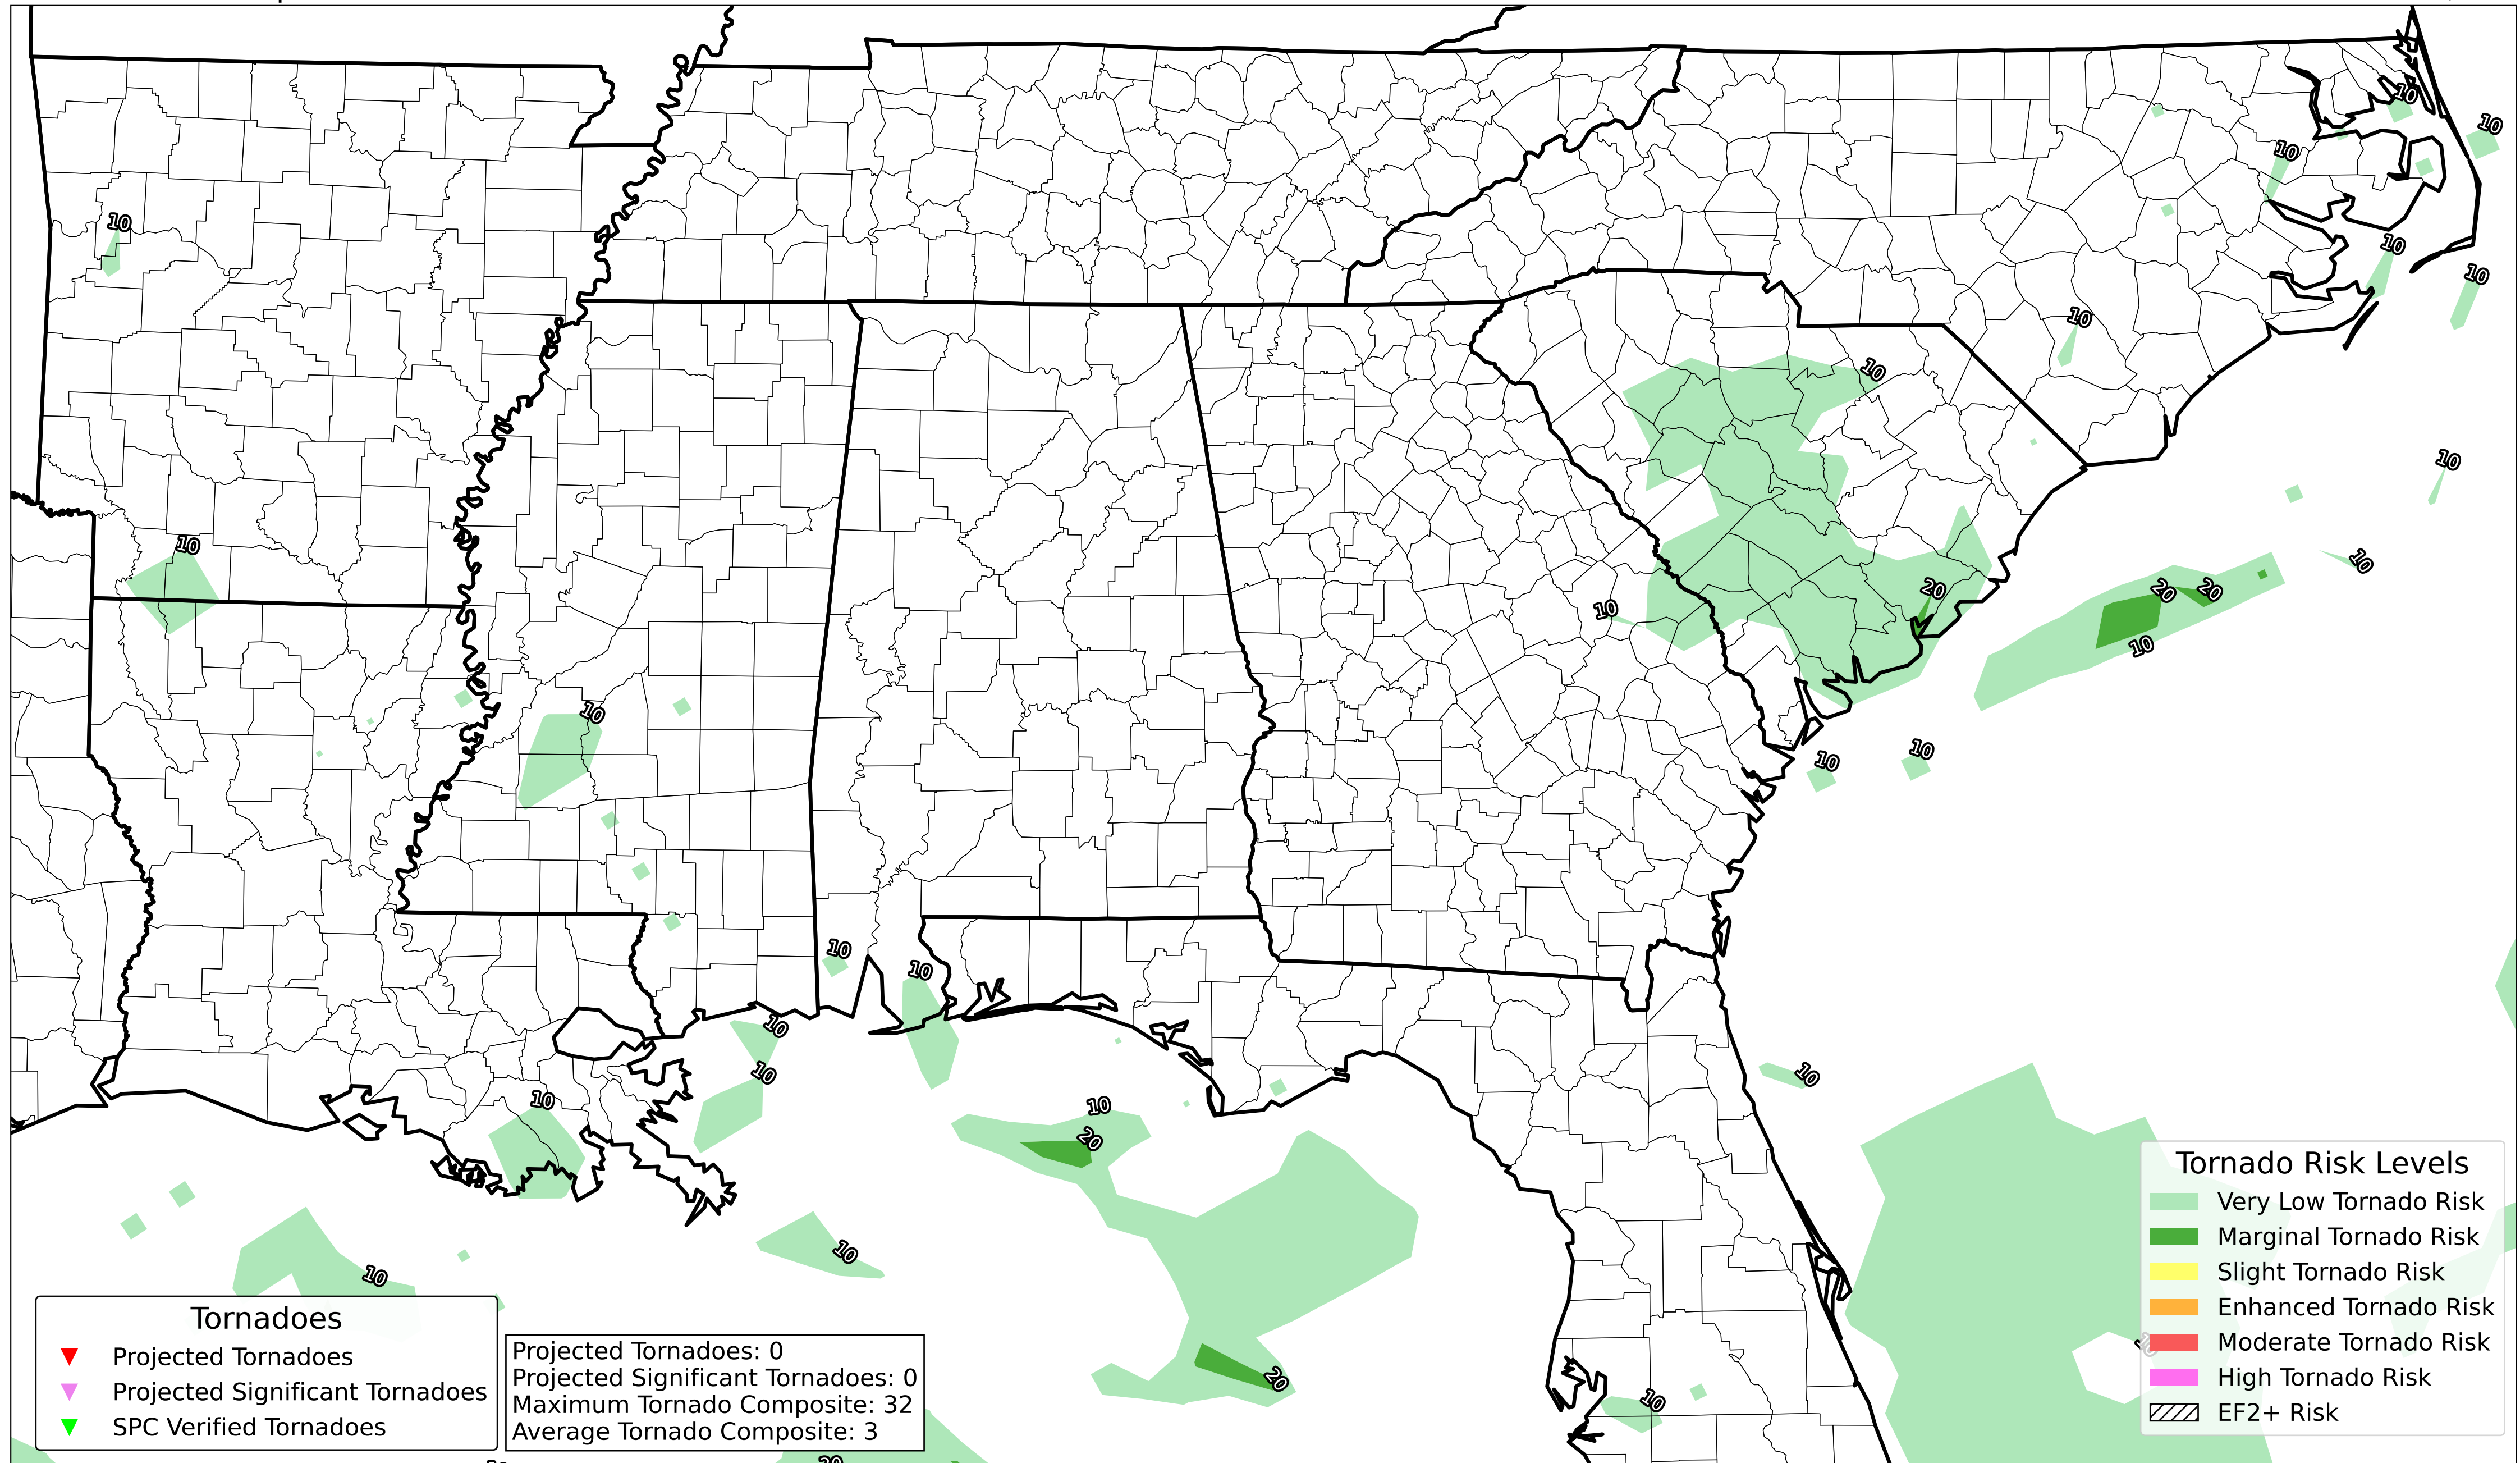 10
10
10
10
10
10
10
10
10
10
10
10
20
10
20
20
10
10
10
10
10
10
10
10
10
10
20
10
10
10
20
10
20
Tornado Risk Levels
Very Low Tornado Risk
Marginal Tornado Risk
Slight Tornado Risk
Enhanced Tornado Risk
Moderate Tornado Risk
High Tornado Risk
EF2+ Risk
Tornadoes
Projected Tornadoes
Projected Significant Tornadoes
SPC Verified Tornadoes
Projected Tornadoes: 0
Projected Significant Tornadoes: 0
Maximum Tornado Composite: 32
Average Tornado Composite: 3